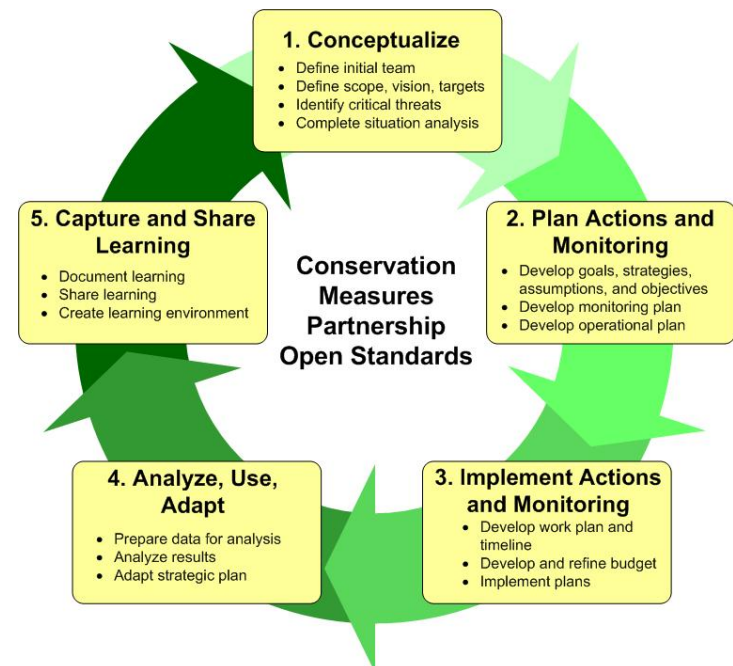 1. Conceptualize
• Define initial team
• Define scope, vision, targets
• Identify critical threats
• Complete situation analysis
2. Plan Actions and
Monitoring
• Develop goals, strategies,
assumptions, and objectives
• Develop monitoring plan
• Develop operational plan
3. Implement Actions
and Monitoring
• Develop work plan and
timeline
• Develop and refine budget
• Implement plans
4. Analyze, Use,
Adapt
• Prepare data for analysis
• Analyze results
• Adapt strategic plan
5. Capture and Share
Learning
• Document learning
• Share learning
• Create learning environment
Conservation
Measures
Partnership
Open Standards